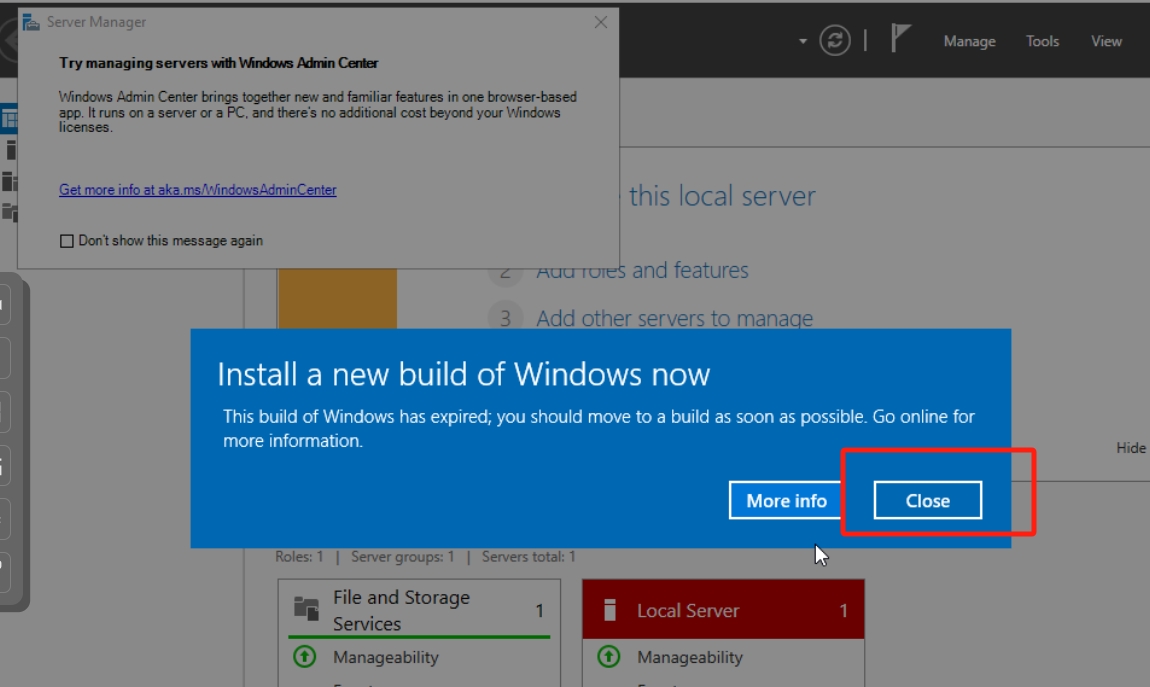 Server Manager
Try managing servers with Windows Admin Center
Windows Admin Center brings together new and familiar features in one browser-based
app. It runs on a server or a PC, and there's no additional cost beyond your Windows
licenses.
Get more info at aka.ms/WindowsAdminCenter
Don't show this message again
Manage Tools View
this local server
2 Add roles and features
3 Add other servers to manage
Install a new build of Windows now
This build of Windows has expired; you should move to a build as soon as possible. Go online for
more information.
Hide
More info Close
Roles: 1 | Server groups: 1 | Servers total: 1
File and Storage
Services
1
Manageability
Local Server 1
Manageability